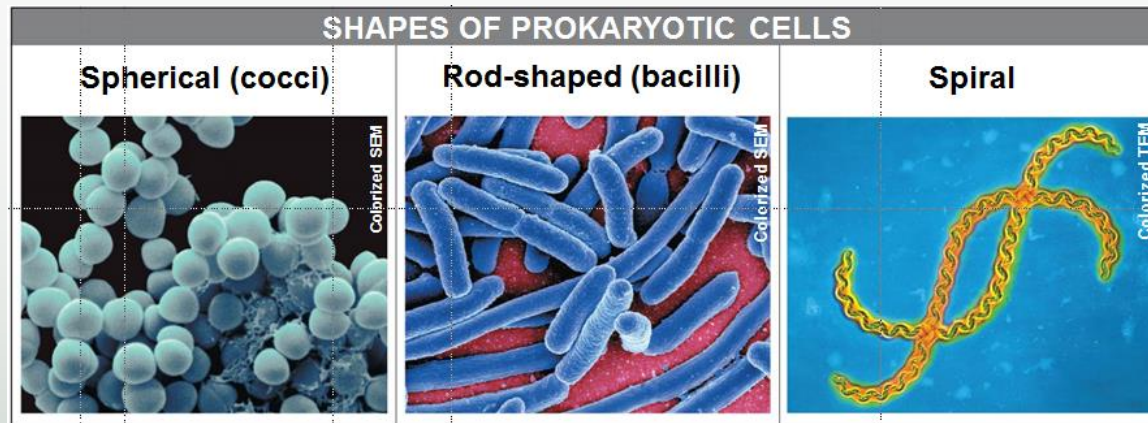 SHAPES OF PROKARYOTIC CELLS
Spherical (cocci)
Rod-shaped (bacilli)
Spiral
Colorized SEM
Colorized SEM
Colorized TEM